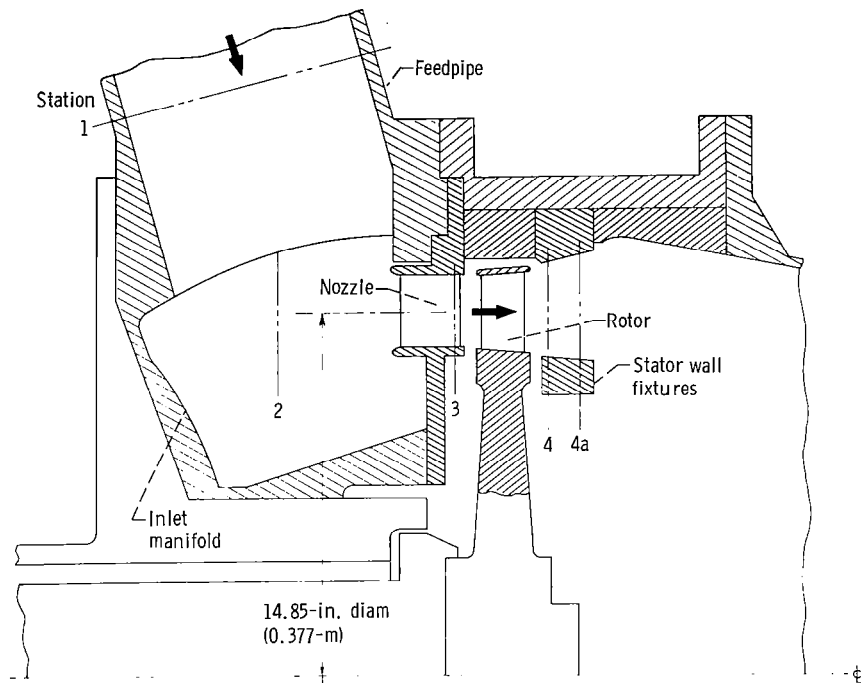 Station
1
Feedpipe
Nozzle
Rotor
Stator wall
fixtures
2
3
4
4a
Inlet
manifold
14.85-in. diam
(0.377-m)
℄